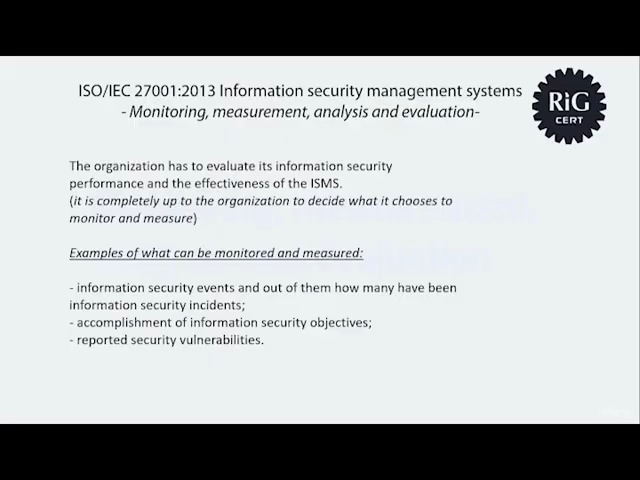 ISO/IEC 27001:2013 Information security management systems
- Monitoring, measurement, analysis and evaluation-
RiG
CERT
The organization has to evaluate its information security
performance and the effectiveness of the ISMS.
(it is completely up to the organization to decide what it chooses to
monitor and measure)
Examples of what can be monitored and measured:
- information security events and out of them how many have been
information security incidents;
- accomplishment of information security objectives;
- reported security vulnerabilities.